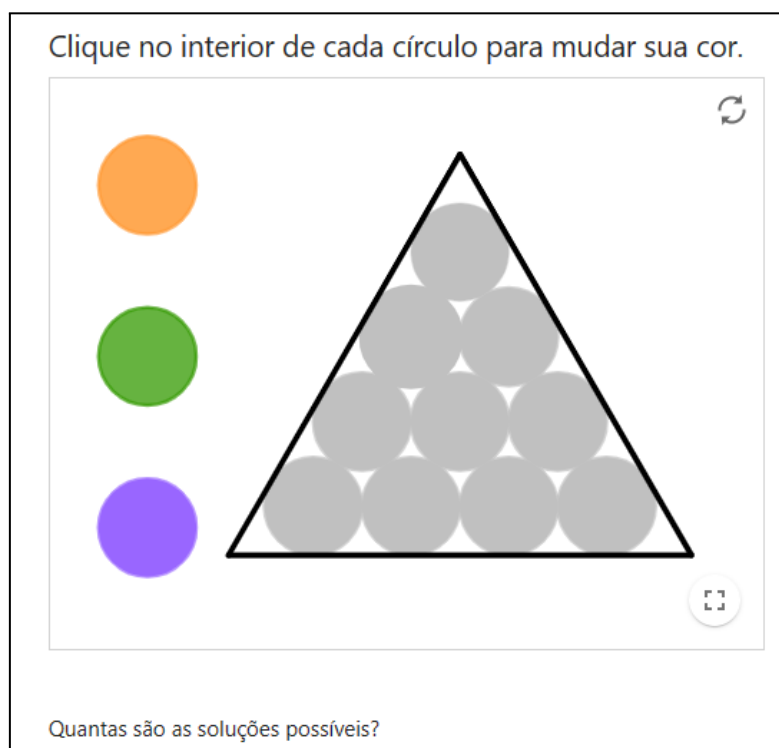 Clique no interior de cada círculo para mudar sua cor.
Quantas são as soluções possíveis?